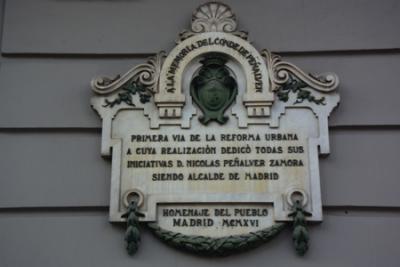 A LA MEMORIA DEL CONDE DE PEÑALVER
PRIMERA VIA DE LA REFORMA URBANA
A CUYA REALIZACIÓN DEDICÓ TODAS SUS
INICIATIVAS D. NICOLAS PEÑALVER ZAMORA
SIENDO ALCALDE DE MADRID
HOMENAJE DEL PUEBLO
MADRID MCMXVI